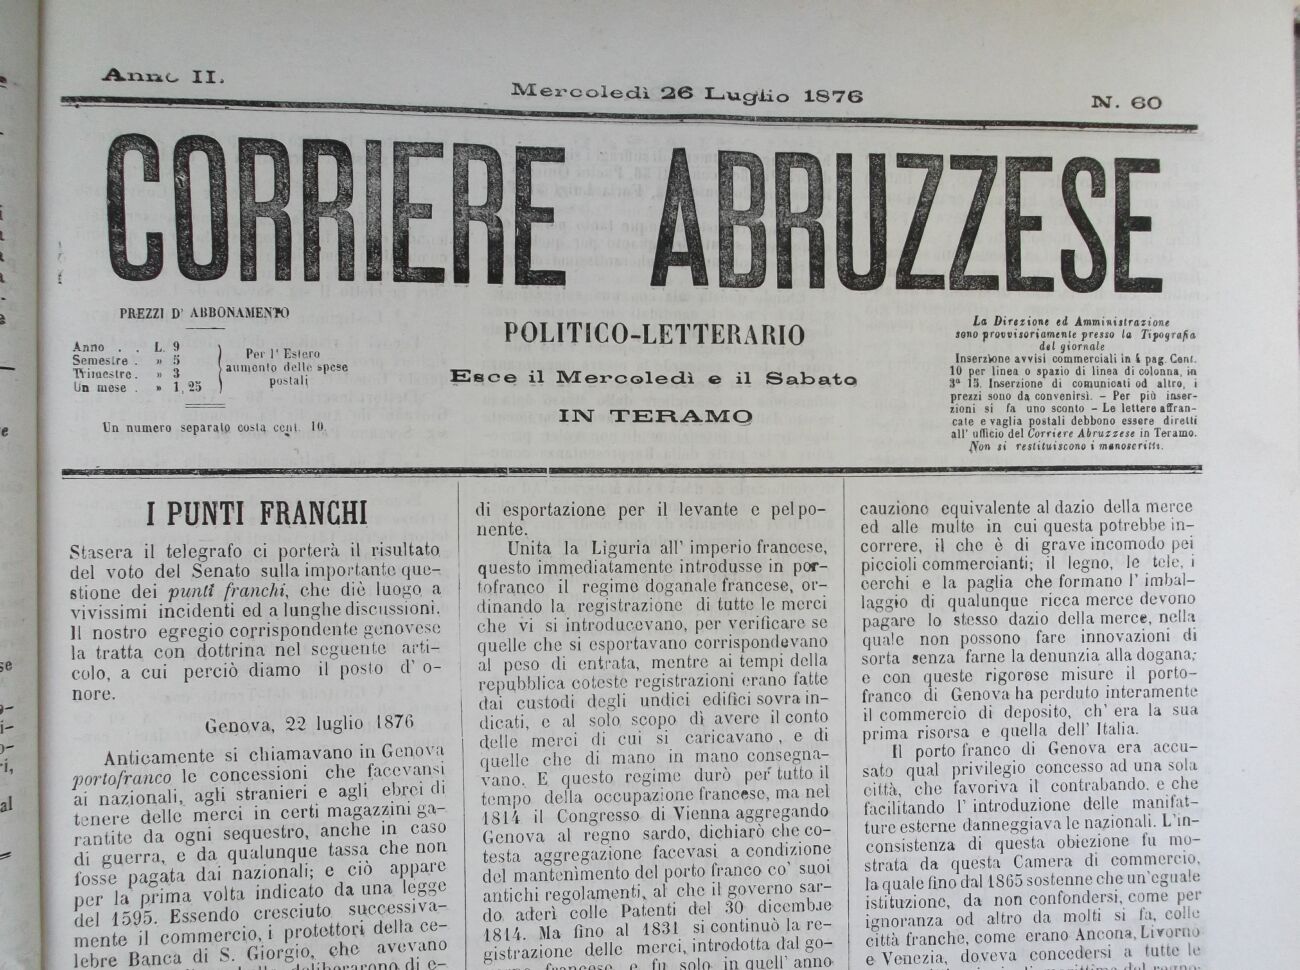 Anno II.
Mercoledì 26 Luglio 1876
N. 60
CORRIERE ABRUZZESE
PREZZI D' ABBONAMENTO
Anno . . L. 9
Semestre . » 5
Trimestre . » 3
Un mese . » 1, 25
Per l' Estero
aumento delle spese
postali
Un numero separato costa cent. 10.
POLITICO-LETTERARIO
Esce il Mercoledì e il Sabato
IN TERAMO
La Direzione ed Amministrazione
sono provvisoriamente presso la Tipografia
del giornale
Inserzione avvisi commerciali in 4 pag. Cent.
10 per linea o spazio di linea di colonna, in
3ª 15. Inserzione di comunicati od altro, i
prezzi sono da convenirsi. - Per più inser-
zioni si fa uno sconto - Le lettere affran-
cate e vaglia postali debbono essere diretti
all' ufficio del Corriere Abruzzese in Teramo.
Non si restituiscono i manoscritti.
I PUNTI FRANCHI
Stasera il telegrafo ci porterà il risultato
del voto del Senato sulla importante que-
stione dei punti franchi, che diè luogo a
vivissimi incidenti ed a lunghe discussioni.
Il nostro egregio corrispondente genovese
la tratta con dottrina nel seguente arti-
colo, a cui perciò diamo il posto d' o-
nore.
Genova, 22 luglio 1876
Anticamente si chiamavano in Genova
portofranco le concessioni che facevansi
ai nazionali, agli stranieri e agli ebrei di
tenere delle merci in certi magazzini ga-
rantite da ogni sequestro, anche in caso
di guerra, e da qualunque tassa che non
fosse pagata dai nazionali; e ciò appare
per la prima volta indicato da una legge
del 1595. Essendo cresciuto successiva-
mente il commercio, i protettori della ce-
lebre Banca di S. Giorgio, che avevano
deliberarono di e-
di esportazione per il levante e pel po-
nente.
Unita la Liguria all' imperio francese,
questo immediatamente introdusse in por-
tofranco il regime doganale francese, or-
dinando la registrazione di tutte le merci
che vi si introducevano, per verificare se
quelle che si esportavano corrispondevano
al peso di entrata, mentre ai tempi della
repubblica coteste registrazioni erano fatte
dai custodi degli undici edifici sovra in-
dicati, e al solo scopo di avere il conto
delle merci di cui si caricavano, e di
quelle che di mano in mano consegna-
vano. E questo regime durò per tutto il
tempo della occupazione francese, ma nel
1814 il Congresso di Vienna aggregando
Genova al regno sardo, dichiarò che co-
testa aggregazione facevasi a condizione
del mantenimento del porto franco co' suoi
antichi regolamenti, al che il governo sar-
do aderì colle Patenti del 30 dicembre
1814. Ma fino al 1831 si continuò la re-
gistrazione delle merci, introdotta dal go-
francese, e fu solo in quell' anno
cauzione equivalente al dazio della merce
ed alle multe in cui questa potrebbe in-
correre, il che è di grave incomodo pei
piccioli commercianti; il legno, le tele, i
cerchi e la paglia che formano l' imbal-
laggio di qualunque ricca merce devono
pagare lo stesso dazio della merce, nella
quale non possono fare innovazioni di
sorta senza farne la denunzia alla dogana;
e con queste rigorose misure il porto-
franco di Genova ha perduto interamente
il commercio di deposito, ch' era la sua
prima risorsa e quella dell' Italia.
Il porto franco di Genova era accu-
sato qual privilegio concesso ad una sola
città, che favoriva il contrabando, e che
facilitando l' introduzione delle manifat-
ture esterne danneggiava le nazionali. L'in-
consistenza di questa obiezione fu mo-
strata da questa Camera di commercio,
la quale fino dal 1865 sostenne che un'eguale
istituzione, da non confondersi, come per
ignoranza od altro da molti si fa, colle
città franche, come erano Ancona, Livorno
e Venezia, doveva concedersi a tutte le